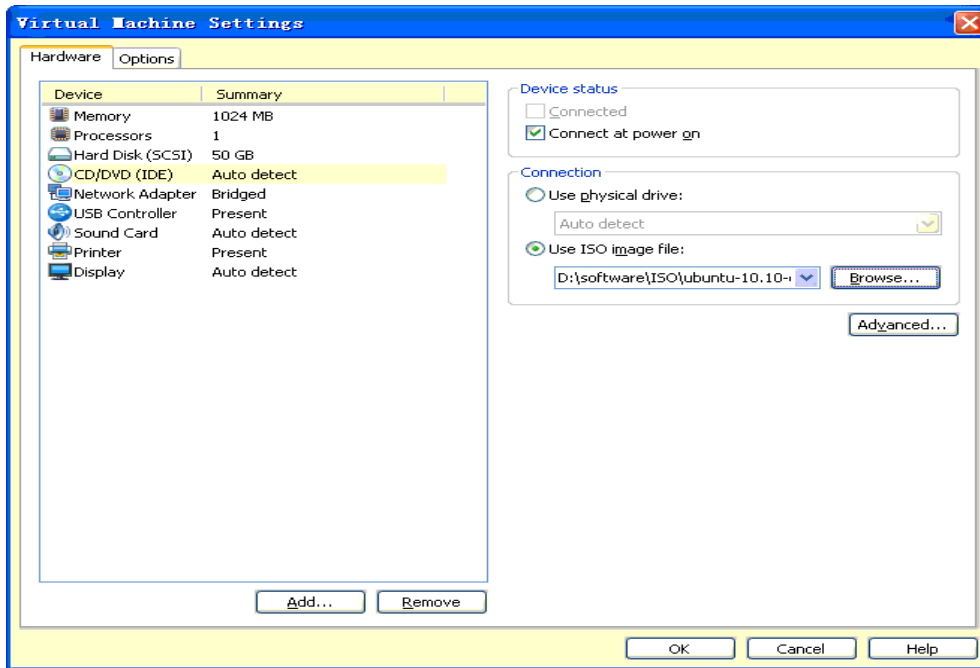 Virtual Machine Settings
Hardware Options
Device Summary
Memory 1024 MB
Processors 1
Hard Disk (SCSI) 50 GB
CD/DVD (IDE) Auto detect
Network Adapter Bridged
USB Controller Present
Sound Card Auto detect
Printer Present
Display Auto detect
Add... Remove
Device status
Connected
Connect at power on
Connection
Use physical drive:
Auto detect
Use ISO image file:
D:\software\ISO\ubuntu-10.10- Browse...
Advanced...
OK Cancel Help